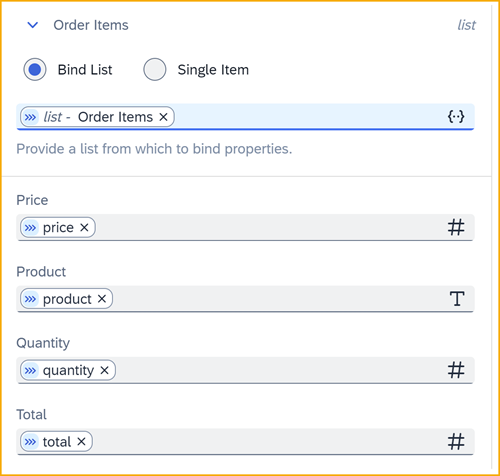 Order Items list
Bind List Single Item
list - Order Items ×
Provide a list from which to bind properties.
Price
price × #
Product
product × T
Quantity
quantity × #
Total
total × #